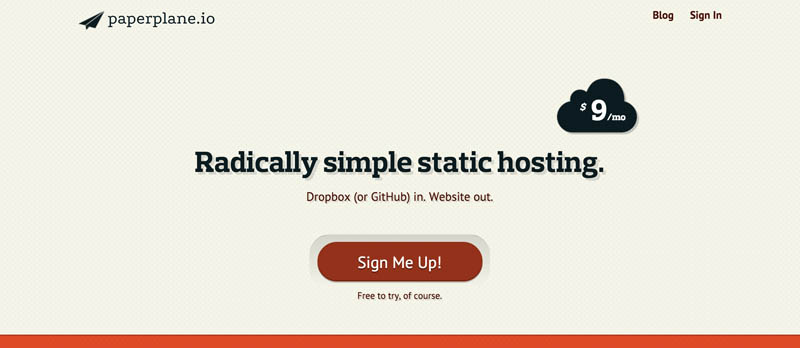 paperplane.io
Blog Sign In
$ 9/mo
Radically simple static hosting.
Dropbox (or GitHub) in. Website out.
Sign Me Up!
Free to try, of course.